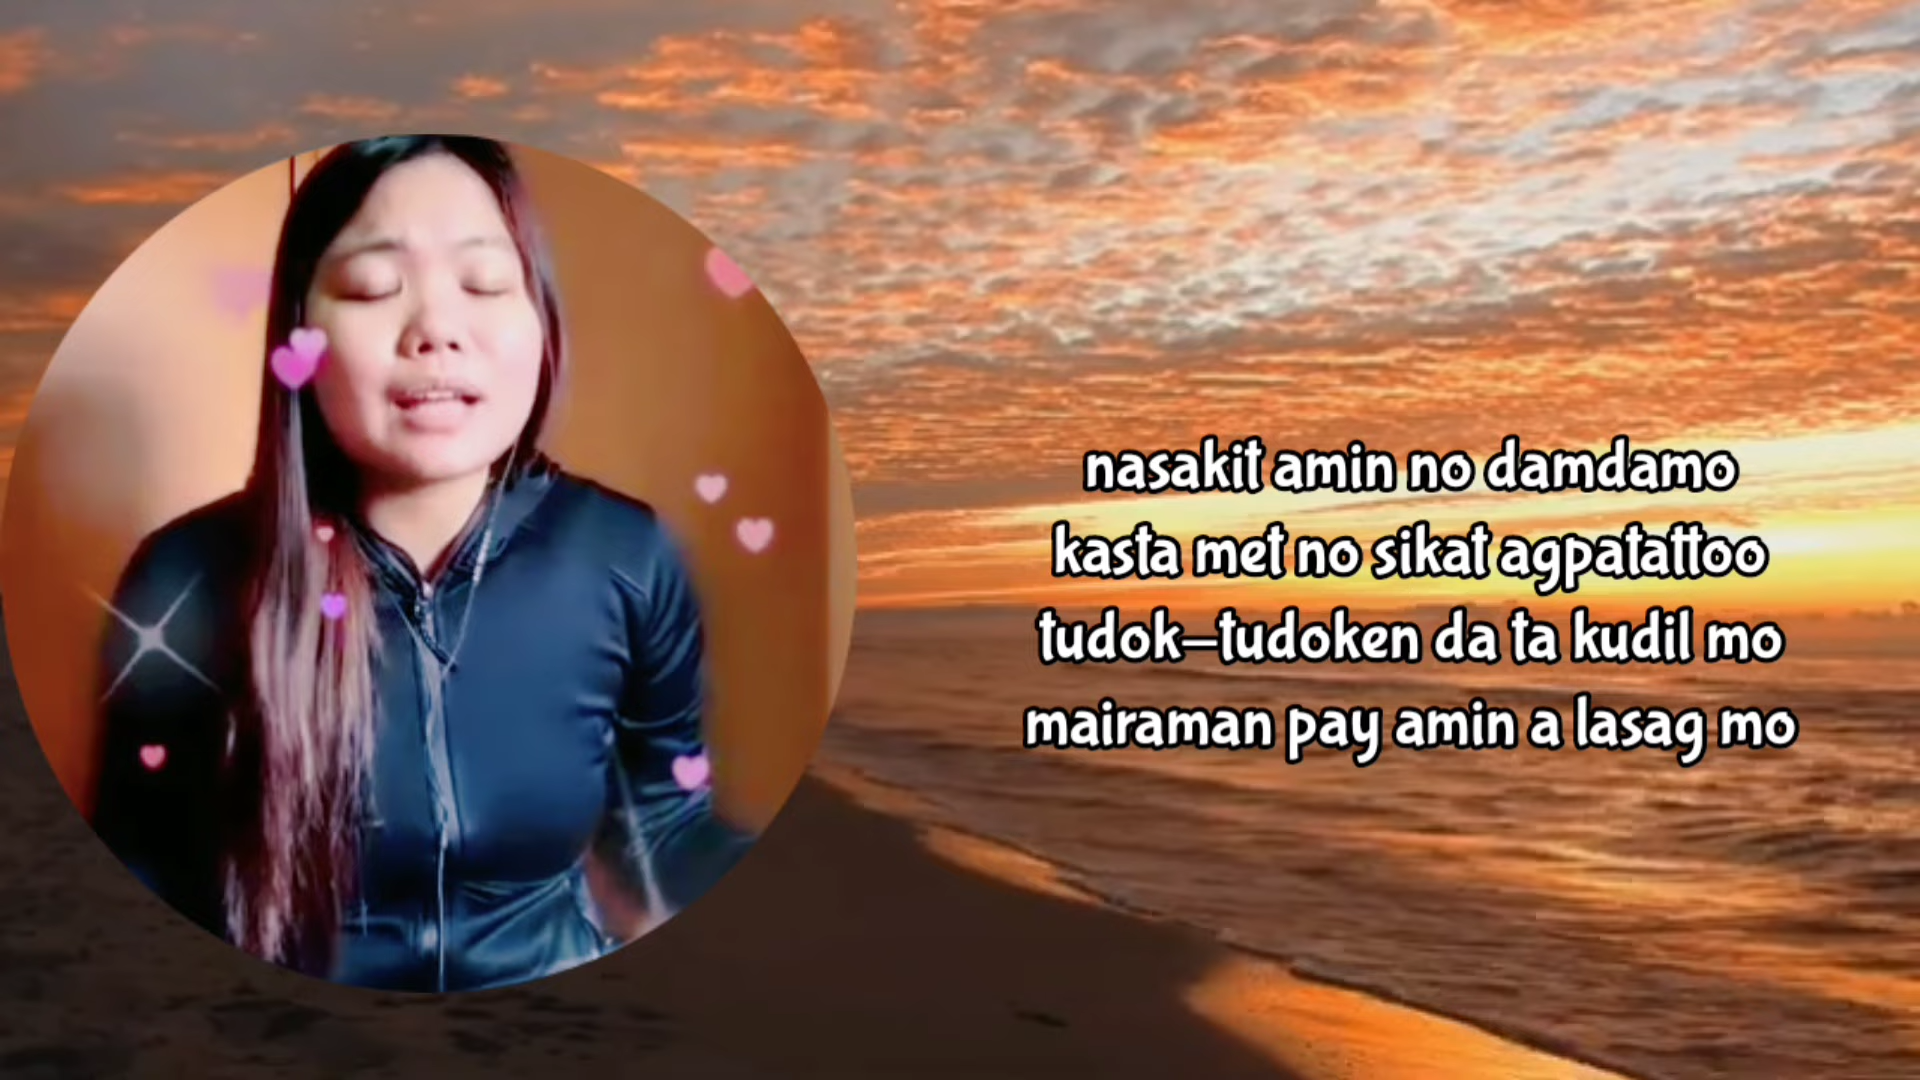 nasakit amin no damdamo
kasta met no sikat agpatattoo
tudok-tudoken da ta kudil mo
mairaman pay amin a lasag mo